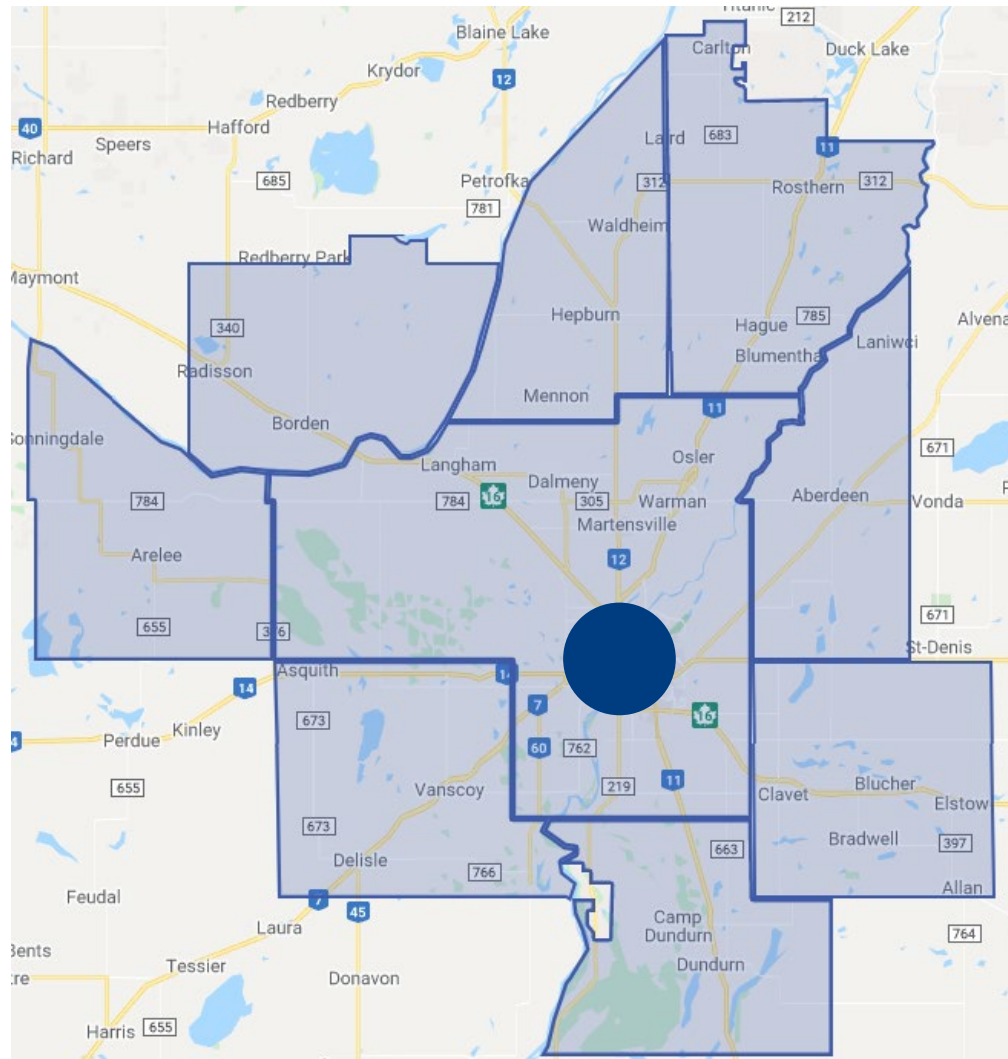 Titanic
212
Blaine Lake
Carlton
Duck Lake
Krydor
12
Redberry
40
Hafford
Speers
Laird
683
11
Richard
685
Petrofka
312
Rosthern
312
781
Waldheim
Redberry Park
Maymont
Hepburn
785
340
Hague
Alvena
Blumentha
Laniwci
Radisson
Mennon
11
Borden
Sonningdale
671
Langham
Osler
Dalmeny
Aberdeen
784
784
16
305
Warman
Vonda
Martensville
Arelee
12
671
655
St-Denis
Asquith
14
14
7
16
673
Kinley
Perdue
60
762
655
11
Vanscoy
219
Clavet
Blucher
Elstow
673
Bradwell
397
Delisle
663
766
Allan
Feudal
7
45
Camp
Dundurn
Laura
764
Bents
Tessier
Donavon
Dundurn
Harris
655